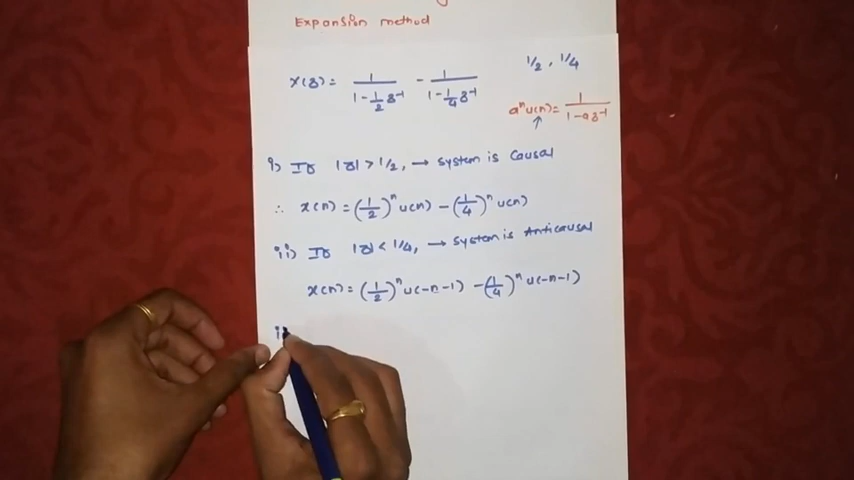 Expansion method
x(z) = 1/(1 - 1/2 z⁻¹) - 1/(1 - 1/4 z⁻¹)
1/2, 1/4
aⁿ u(n) = 1/(1 - a z⁻¹)
↑
i) If |z| > 1/2, → System is Causal
∴ x(n) = (1/2)ⁿ u(n) - (1/4)ⁿ u(n)
ii) If |z| < 1/4, → System is Anticausal
x(n) = (1/2)ⁿ u(-n-1) - (1/4)ⁿ u(-n-1)
ii